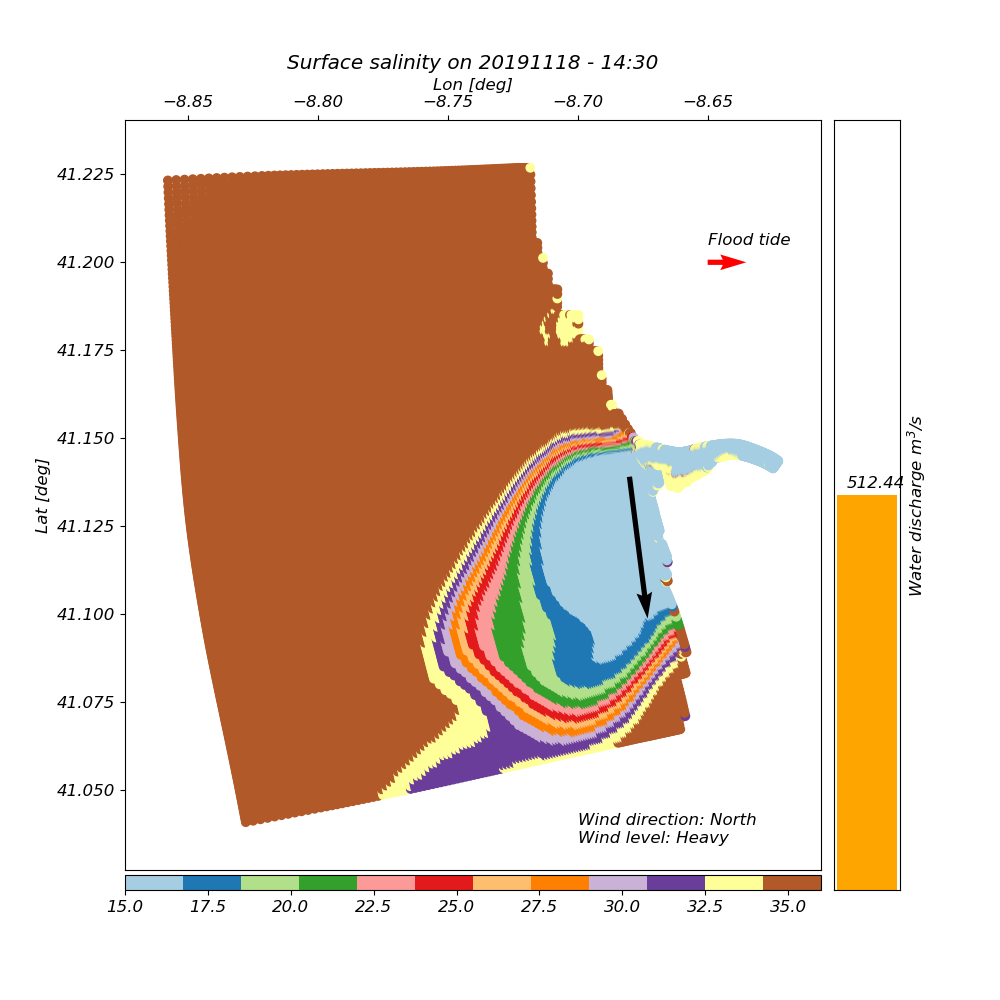 Surface salinity on 20191118 - 14:30
Lon [deg]
−8.85 −8.80 −8.75 −8.70 −8.65
41.225
41.200
41.175
41.150
41.125
41.100
41.075
41.050
Lat [deg]
Flood tide
Wind direction: North
Wind level: Heavy
512.44
Water discharge m³/s
15.0 17.5 20.0 22.5 25.0 27.5 30.0 32.5 35.0